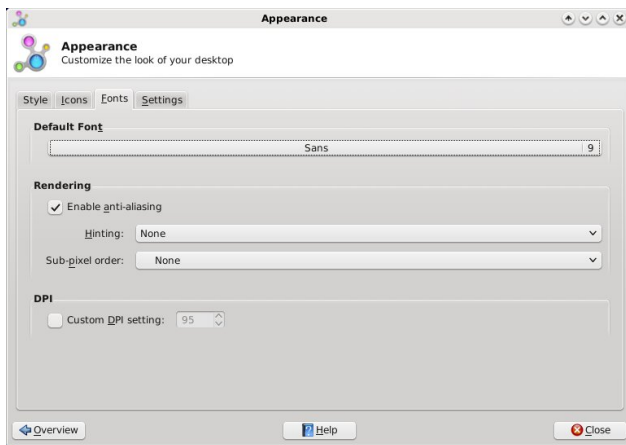 Appearance
Appearance
Customize the look of your desktop
Style Icons Fonts Settings
Default Font
Sans 9
Rendering
Enable anti-aliasing
Hinting: None
Sub-pixel order: None
DPI
Custom DPI setting: 95
Overview Help Close